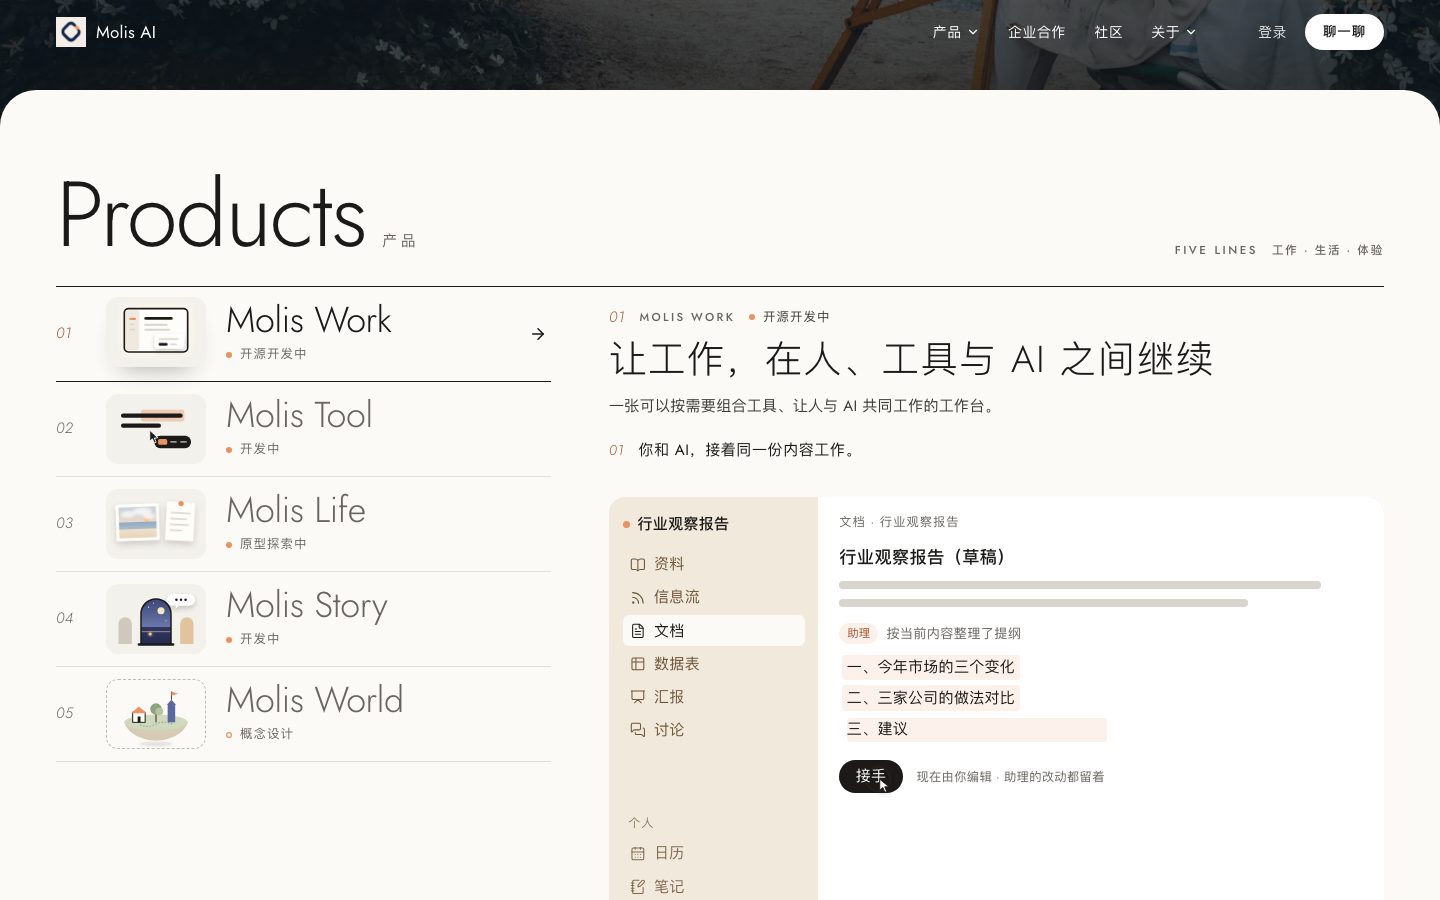 Molis AI
产品
企业合作
社区
关于
登录
聊一聊
Products 产品
FIVE LINES 工作 · 生活 · 体验
01
Molis Work
开源开发中
02
Molis Tool
开发中
03
Molis Life
原型探索中
04
Molis Story
开发中
05
Molis World
概念设计
01 MOLIS WORK 开源开发中
让工作，在人、工具与 AI 之间继续
一张可以按需要组合工具、让人与 AI 共同工作的工作台。
01 你和 AI，接着同一份内容工作。
行业观察报告
资料
信息流
文档
数据表
汇报
讨论
个人
日历
笔记
文档 · 行业观察报告
行业观察报告（草稿）
助理 按当前内容整理了提纲
一、今年市场的三个变化
二、三家公司的做法对比
三、建议
接手 现在由你编辑 · 助理的改动都留着